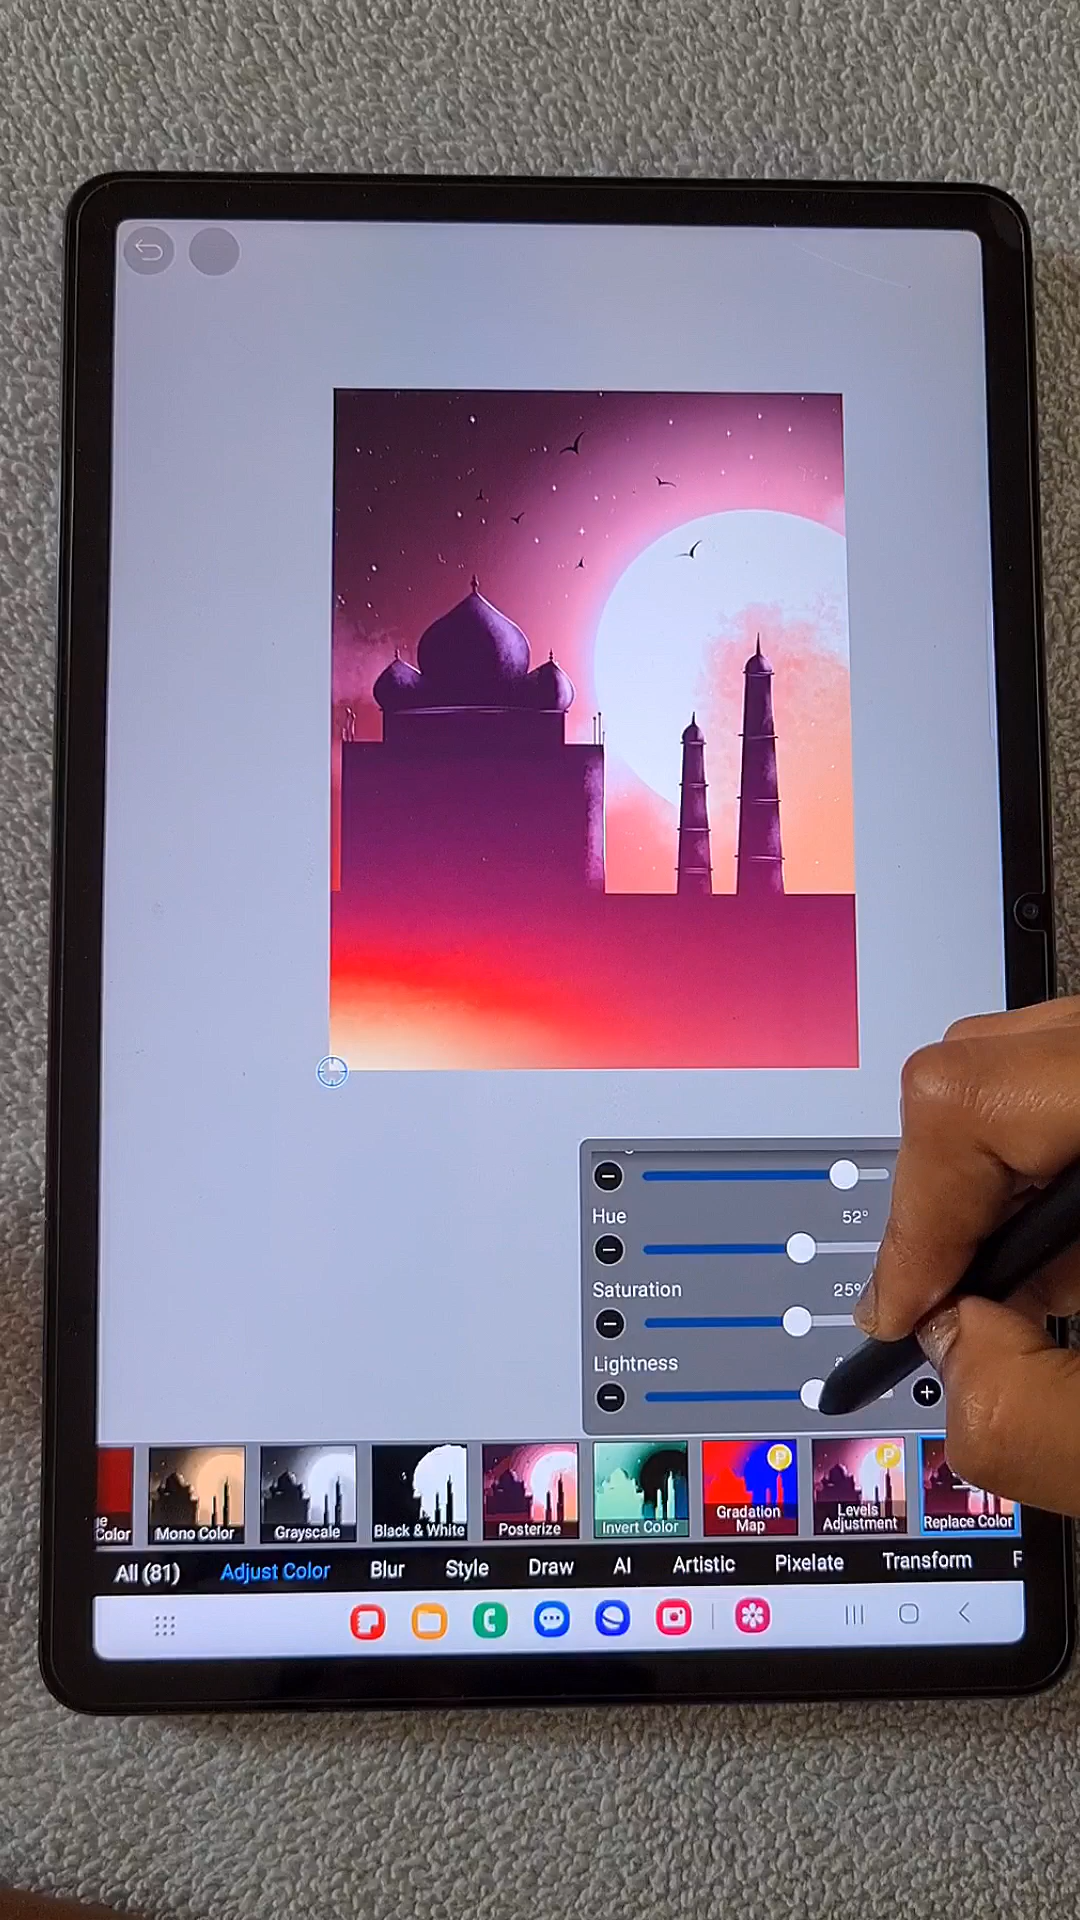 Hue 52°
Saturation 25%
Lightness
Color
Mono Color
Grayscale
Black & White
Posterize
Invert Color
P
Gradation
Map
P
Levels
Adjustment
Replace Color
All (81) Adjust Color Blur Style Draw AI Artistic Pixelate Transform